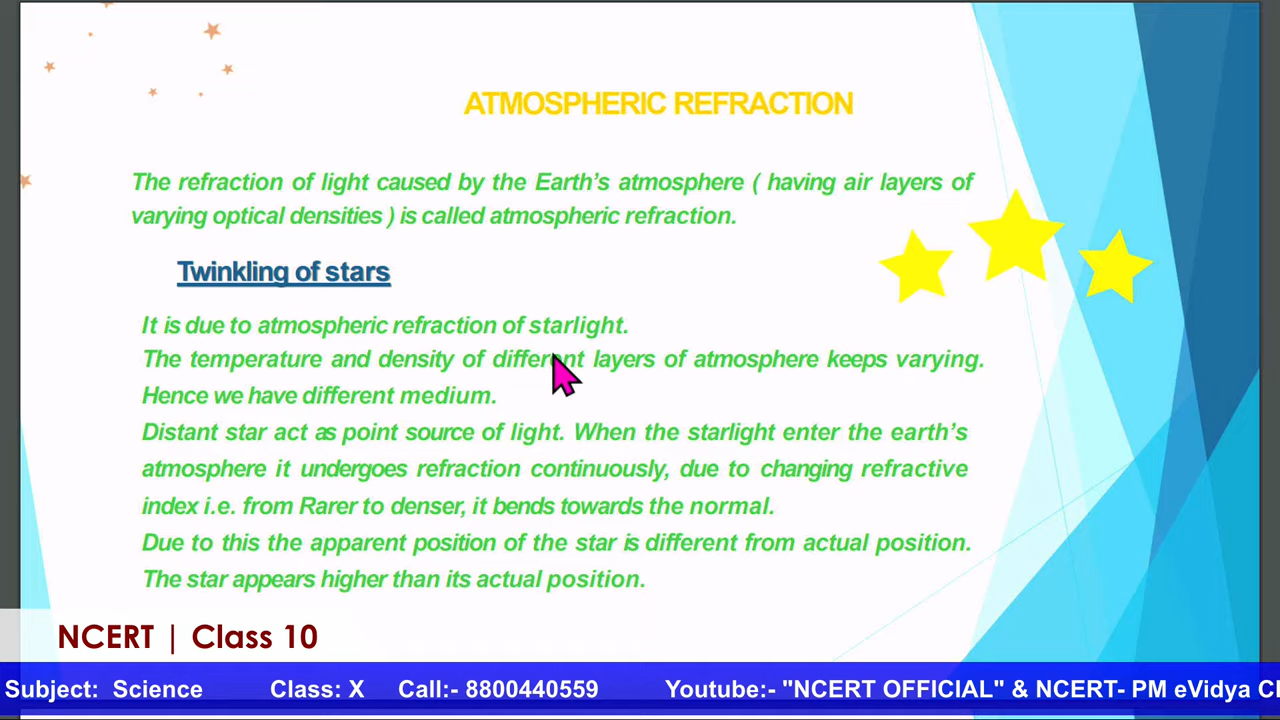 ATMOSPHERIC REFRACTION
The refraction of light caused by the Earth's atmosphere ( having air layers of
varying optical densities ) is called atmospheric refraction.
Twinkling of stars
It is due to atmospheric refraction of starlight.
The temperature and density of different layers of atmosphere keeps varying.
Hence we have different medium.
Distant star act as point source of light. When the starlight enter the earth's
atmosphere it undergoes refraction continuously, due to changing refractive
index i.e. from Rarer to denser, it bends towards the normal.
Due to this the apparent position of the star is different from actual position.
The star appears higher than its actual position.
NCERT | Class 10
Subject: Science Class: X Call:- 8800440559 Youtube:- "NCERT OFFICIAL" & NCERT- PM eVidya